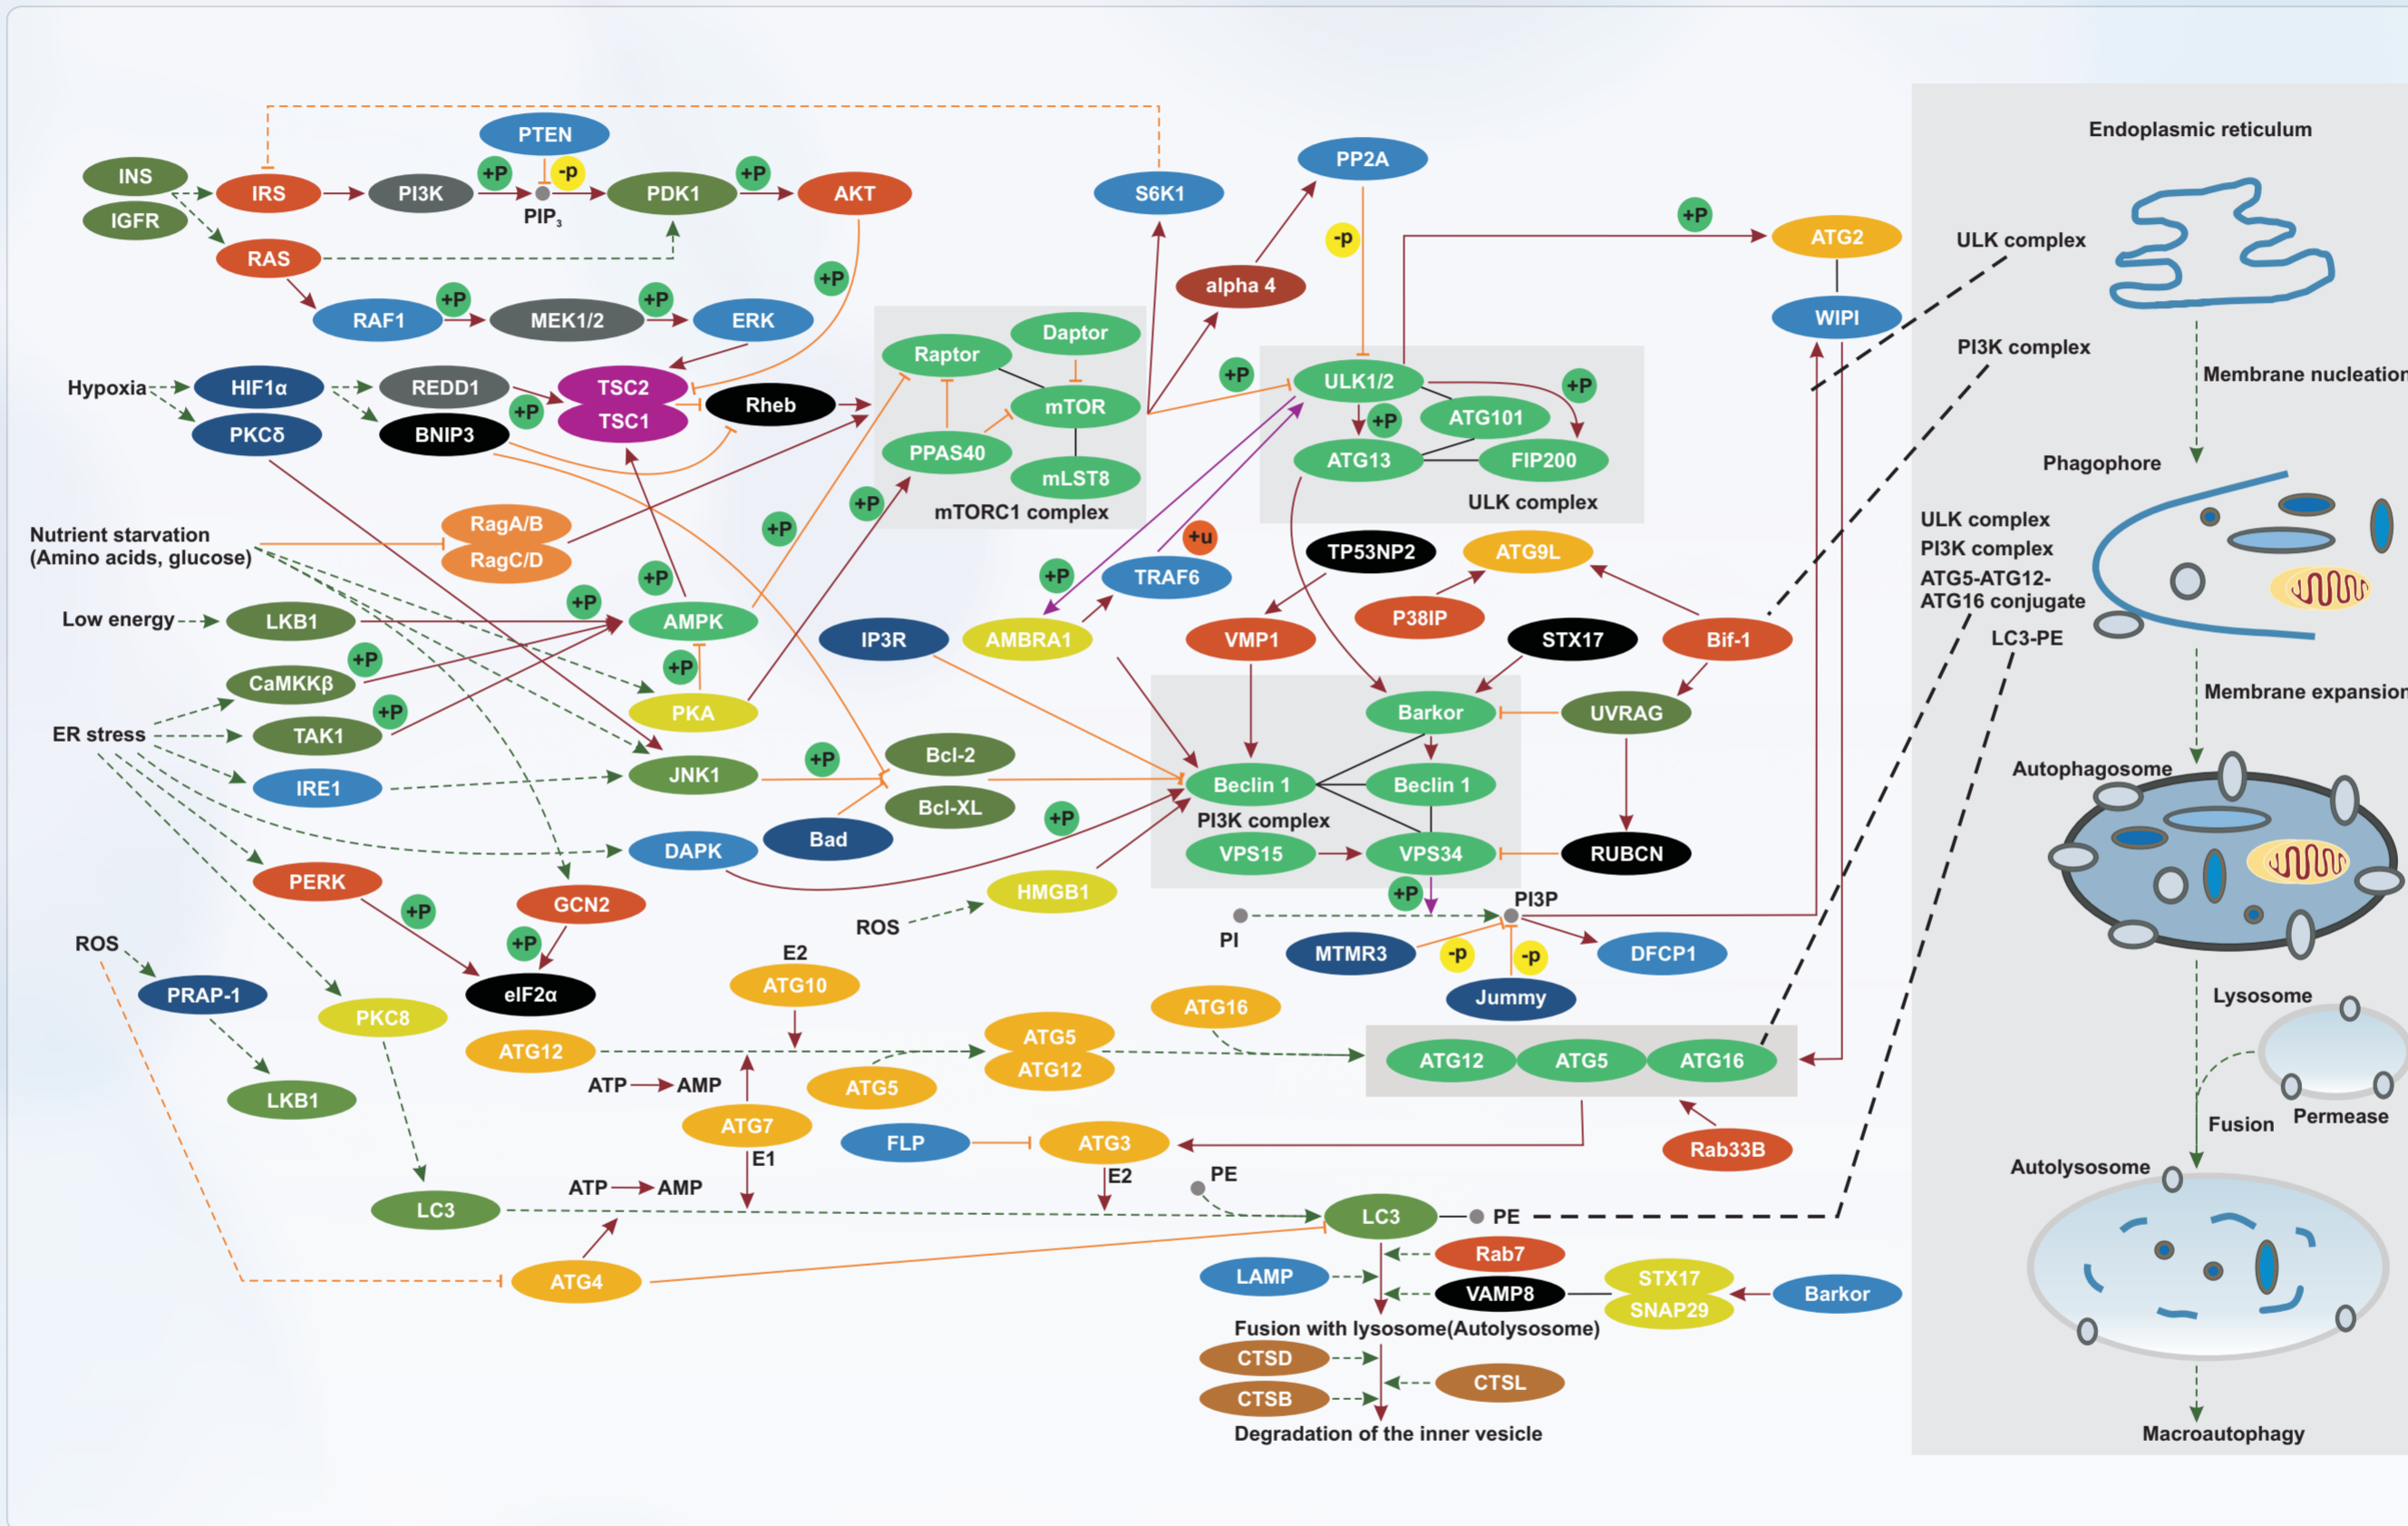 Endoplasmic reticulum
PTEN
PP2A
INS
IGFR
IRS
PI3K
+P
-p
PIP3
PDK1
+P
AKT
S6K1
-p
+P
ATG2
ULK complex
RAS
+P
alpha 4
RAF1
+P
MEK1/2
+P
ERK
WIPI
Raptor
Daptor
PI3K complex
Hypoxia
HIF1α
REDD1
TSC2
TSC1
+P
Rheb
mTOR
+P
ULK1/2
+P
Membrane nucleation
PKCδ
BNIP3
+P
ATG101
PPAS40
mLST8
ATG13
FIP200
Phagophore
mTORC1 complex
ULK complex
+P
+P
Nutrient starvation
(Amino acids, glucose)
RagA/B
RagC/D
+u
TP53NP2
ATG9L
ULK complex
PI3K complex
ATG5-ATG12-
ATG16 conjugate
LC3-PE
+P
+P
TRAF6
P38IP
Low energy
LKB1
+P
AMPK
IP3R
AMBRA1
VMP1
STX17
Bif-1
CaMKKβ
+P
+P
PKA
Barkor
UVRAG
Membrane expansion
ER stress
TAK1
+P
IRE1
JNK1
+P
Bcl-2
Bcl-XL
Beclin 1
Beclin 1
Autophagosome
PI3K complex
DAPK
Bad
+P
VPS15
VPS34
RUBCN
PERK
HMGB1
+P
PI3P
GCN2
+P
+P
ROS
PI
ROS
MTMR3
-p
-p
DFCP1
E2
PRAP-1
eIF2α
ATG10
ATG16
Jummy
Lysosome
PKC8
ATG12
ATG5
ATG12
ATG12
ATG5
ATG16
ATP
AMP
ATG5
LKB1
Permease
Fusion
ATG7
FLP
ATG3
Rab33B
E1
E2
PE
Autolysosome
ATP
AMP
LC3
LC3
PE
Rab7
ATG4
LAMP
VAMP8
STX17
SNAP29
Barkor
Fusion with lysosome(Autolysosome)
CTSD
CTSL
CTSB
Degradation of the inner vesicle
Macroautophagy